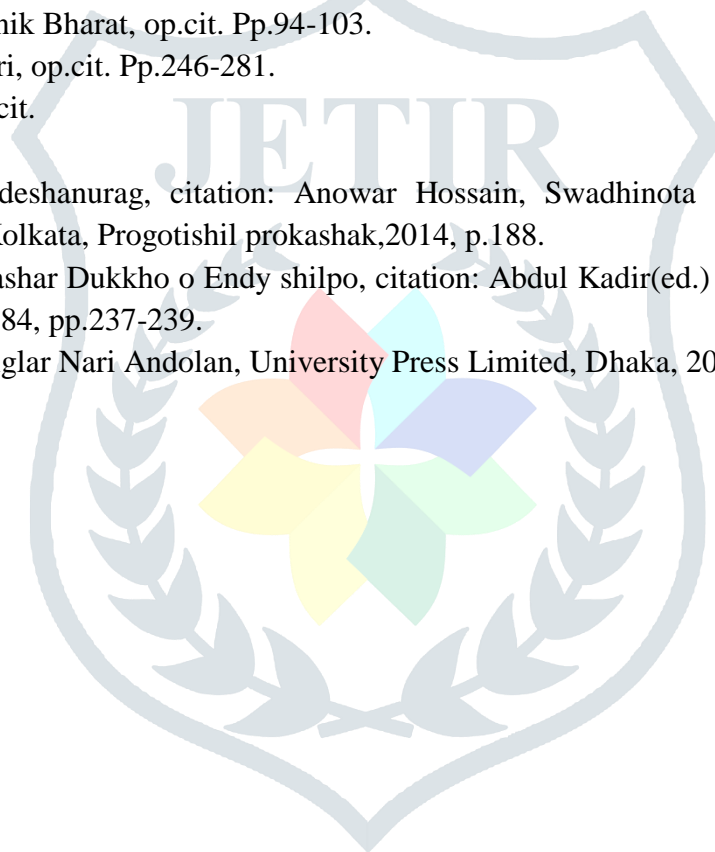 nik Bharat, op.cit. Pp.94-103.
ri, op.cit. Pp.246-281.
cit.
JETIR
deshanurag, citation: Anowar Hossain, Swadhinota
Kolkata, Progotishil prokashak,2014, p.188.
ashar Dukkho o Endy shilpo, citation: Abdul Kadir(ed.)
84, pp.237-239.
glar Nari Andolan, University Press Limited, Dhaka, 20